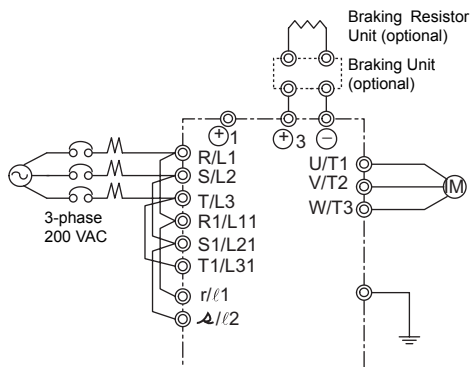 Braking Resistor
Unit (optional)
Braking Unit
(optional)
+1
+3
−
R/L1
S/L2
T/L3
R1/L11
S1/L21
T1/L31
r/ℓ1
s/ℓ2
U/T1
V/T2
W/T3
M
3-phase
200 VAC